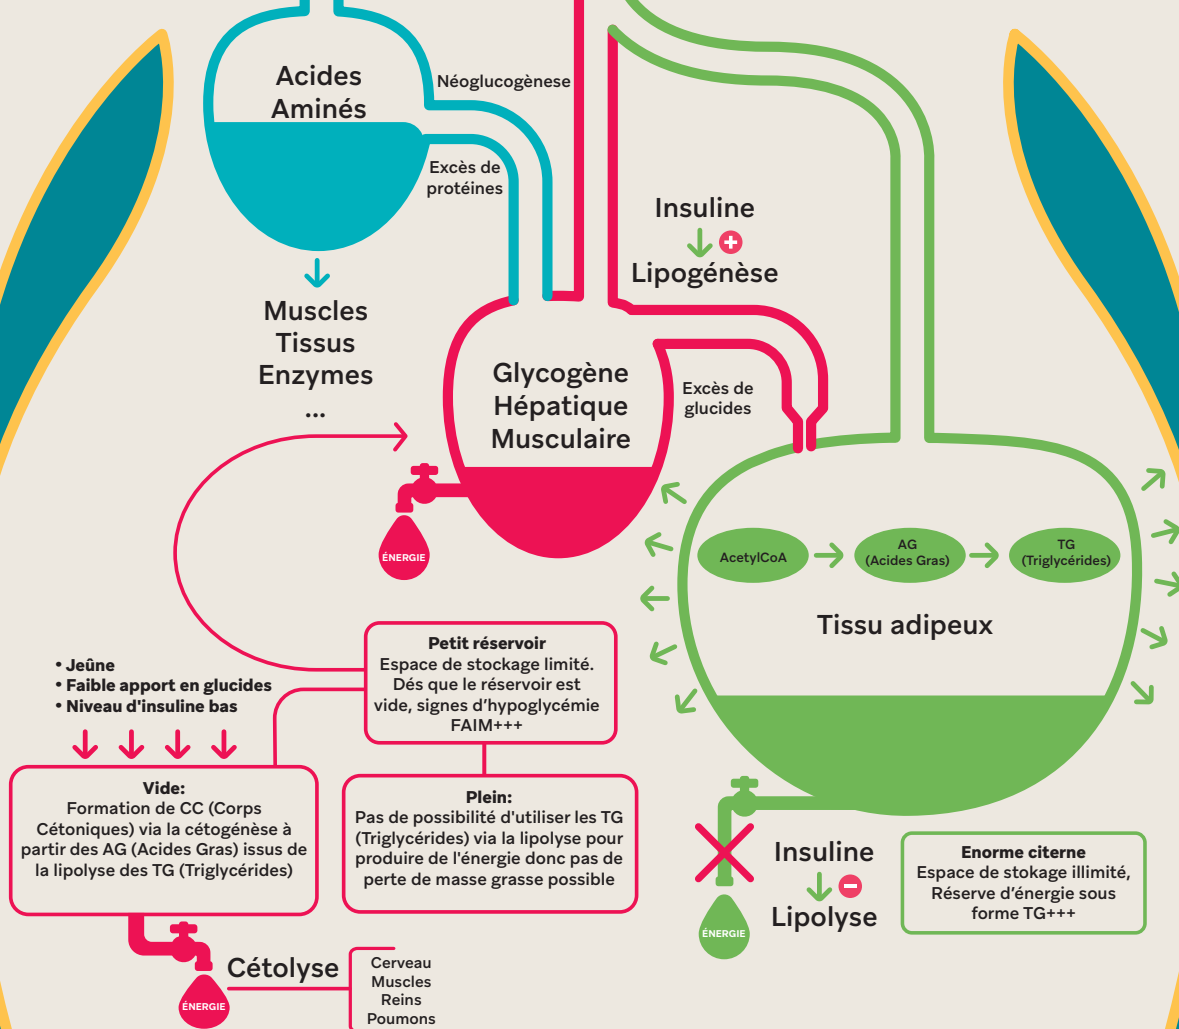 Acides
Aminés
Néoglucogènese
Excès de
protéines
Muscles
Tissus
Enzymes
...
Insuline
Lipogénèse
Glycogène
Hépatique
Musculaire
Excès de
glucides
ÉNERGIE
AcetylCoA
AG
(Acides Gras)
TG
(Triglycérides)
Tissu adipeux
Petit réservoir
Espace de stockage limité.
Dés que le réservoir est
vide, signes d'hypoglycémie
FAIM+++
• Jeûne
• Faible apport en glucides
• Niveau d'insuline bas
Vide:
Formation de CC (Corps
Cétoniques) via la cétogénèse à
partir des AG (Acides Gras) issus de
la lipolyse des TG (Triglycérides)
Plein:
Pas de possibilité d'utiliser les TG
(Triglycérides) via la lipolyse pour
produire de l'énergie donc pas de
perte de masse grasse possible
Insuline
Lipolyse
ÉNERGIE
Enorme citerne
Espace de stokage illimité,
Réserve d'énergie sous
forme TG+++
Cétolyse
ÉNERGIE
Cerveau
Muscles
Reins
Poumons